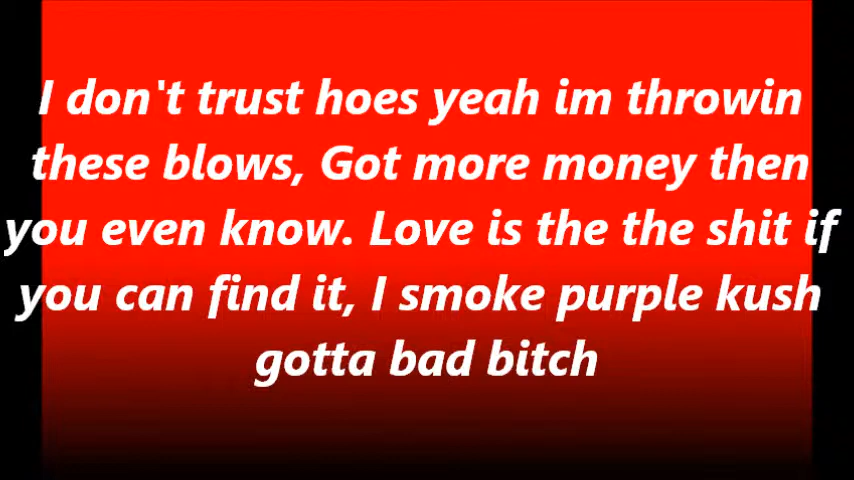 I don't trust hoes yeah im throwin
these blows, Got more money then
you even know. Love is the the shit if
you can find it, I smoke purple kush
gotta bad bitch